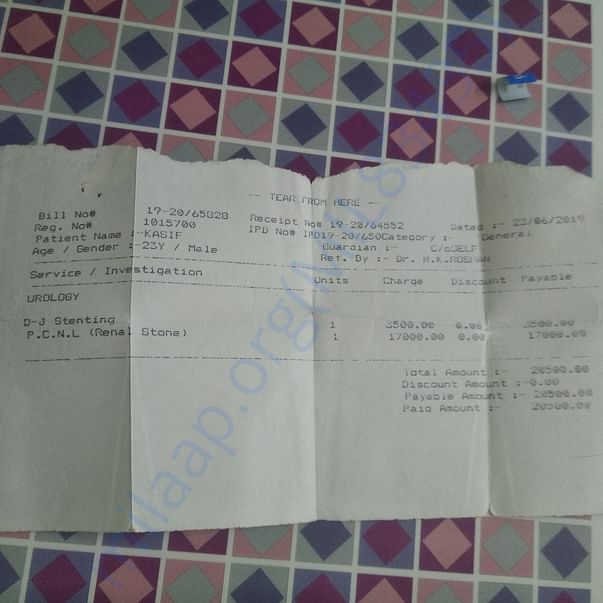 -- TEAR FROM HERE --
Bill No# 19-20/65828 Receipt No# 19-20/64552 Dated :- 23/06/2019
Reg. No# 1015700 IPD No# IPD19-20/650 Category :- General
Patient Name :-KASIF Guardian :- C/oSELF
Age / Gender :-23Y / Male Ref. By :- Dr. R.K.ROSHAN
Service / Investigation Units Charge Discount Payable
UROLOGY
D-J Stenting 1 3500.00 0.00 3500.00
P.C.N.L (Renal Stone) 1 17000.00 0.00 17000.00
Total Amount :- 20500.00
Discount Amount :-0.00
Payable Amount :- 20500.00
Paid Amount :- 20500.00